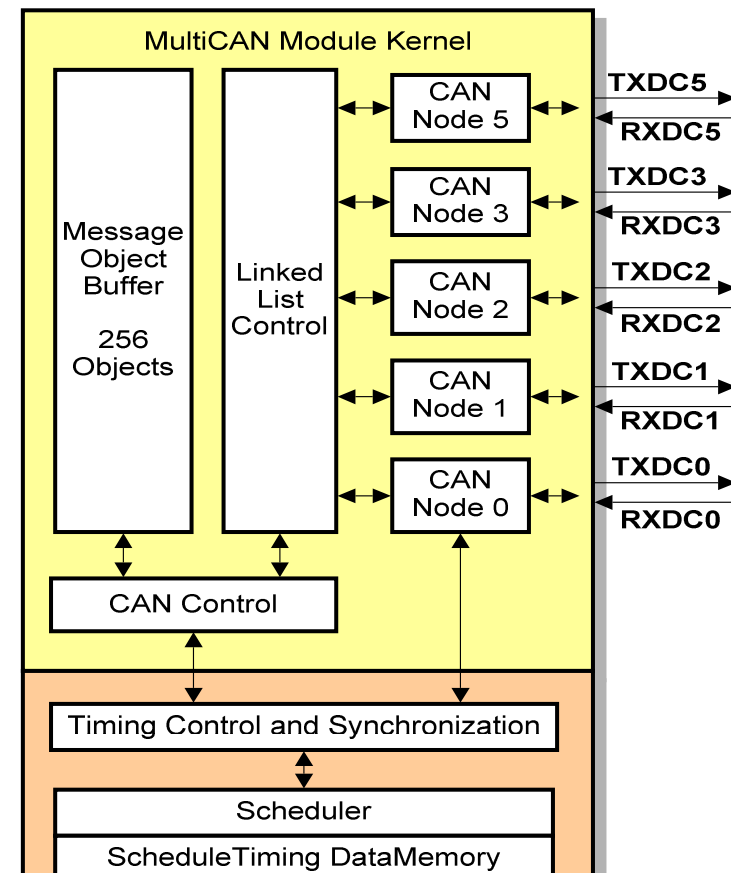 MultiCAN Module Kernel
Message
Object
Buffer
256
Objects
Linked
List
Control
CAN
Node 5
CAN
Node 3
CAN
Node 2
CAN
Node 1
CAN
Node 0
TXDC5
RXDC5
TXDC3
RXDC3
TXDC2
RXDC2
TXDC1
RXDC1
TXDC0
RXDC0
CAN Control
Timing Control and Synchronization
Scheduler
ScheduleTiming DataMemory